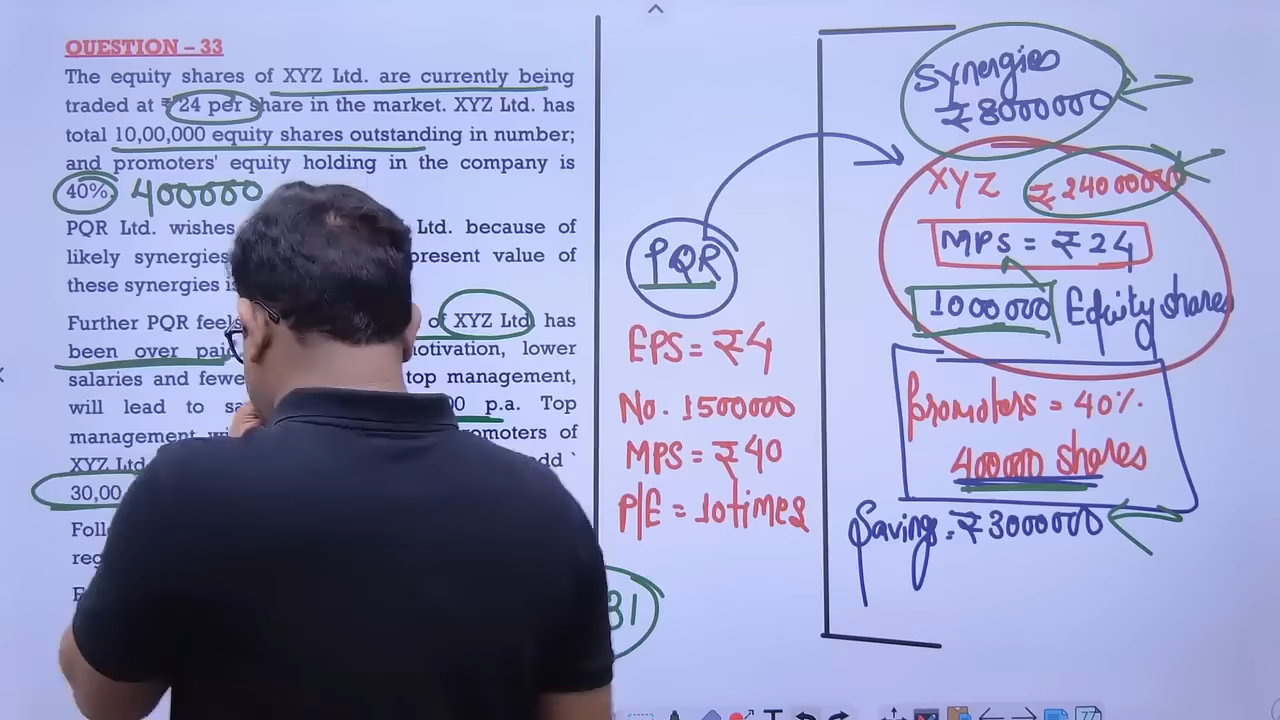 QUESTION – 33
The equity shares of XYZ Ltd. are currently being
traded at ₹ 24 per share in the market. XYZ Ltd. has
total 10,00,000 equity shares outstanding in number;
and promoters' equity holding in the company is
40%. 400000
PQR Ltd. wishes Ltd. because of
likely synergies present value of
these synergies is
Further PQR feels of XYZ Ltd. has
been over paid motivation, lower
salaries and fewer top management,
will lead to p.a. Top
management promoters of
XYZ Ltd. add `
30,00
31
PQR
EPS = ₹4
No. 1500000
MPS = ₹40
P/E = 10 times
Synergies
₹8000000
XYZ ₹24000000
MPS = ₹24
1000000 Equity shares
Promoters = 40%.
400000 shares
Savings = ₹3000000
77